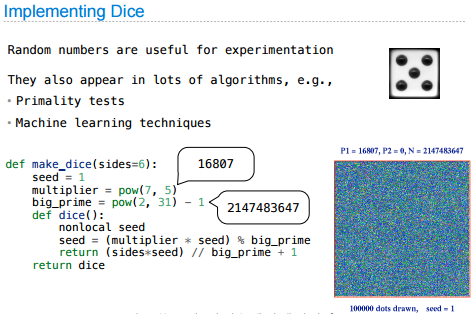 Implementing Dice
Random numbers are useful for experimentation
They also appear in lots of algorithms, e.g.,
• Primality tests
• Machine learning techniques
def make_dice(sides=6):
    seed = 1
    multiplier = pow(7, 5)
    big_prime = pow(2, 31) - 1
    def dice():
        nonlocal seed
        seed = (multiplier * seed) % big_prime
        return (sides*seed) // big_prime + 1
    return dice
16807
2147483647
P1 = 16807, P2 = 0, N = 2147483647
100000 dots drawn, seed = 1